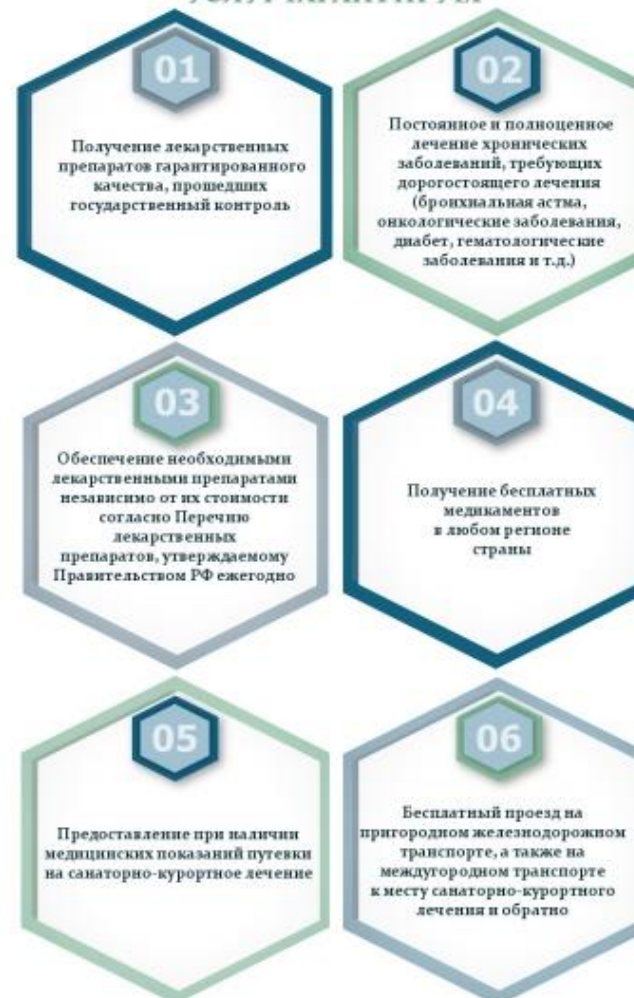 01
Получение лекарственных
препаратов гарантированного
качества, прошедших
государственный контроль
02
Постоянное и полноценное
лечение хронических
заболеваний, требующих
дорогостоящего лечения
(бронхиальная астма,
онкологические заболевания,
диабет, гематологические
заболевания и т.д.)
03
Обеспечение необходимыми
лекарственными препаратами
независимо от их стоимости
согласно Перечню
лекарственных
препаратов, утверждаемому
Правительством РФ ежегодно
04
Получение бесплатных
медикаментов
в любом регионе
страны
05
Предоставление при наличии
медицинских показаний путевки
на санаторно-курортное лечение
06
Бесплатный проезд на
пригородном железнодорожном
транспорте, а также на
междугородном транспорте
к месту санаторно-курортного
лечения и обратно